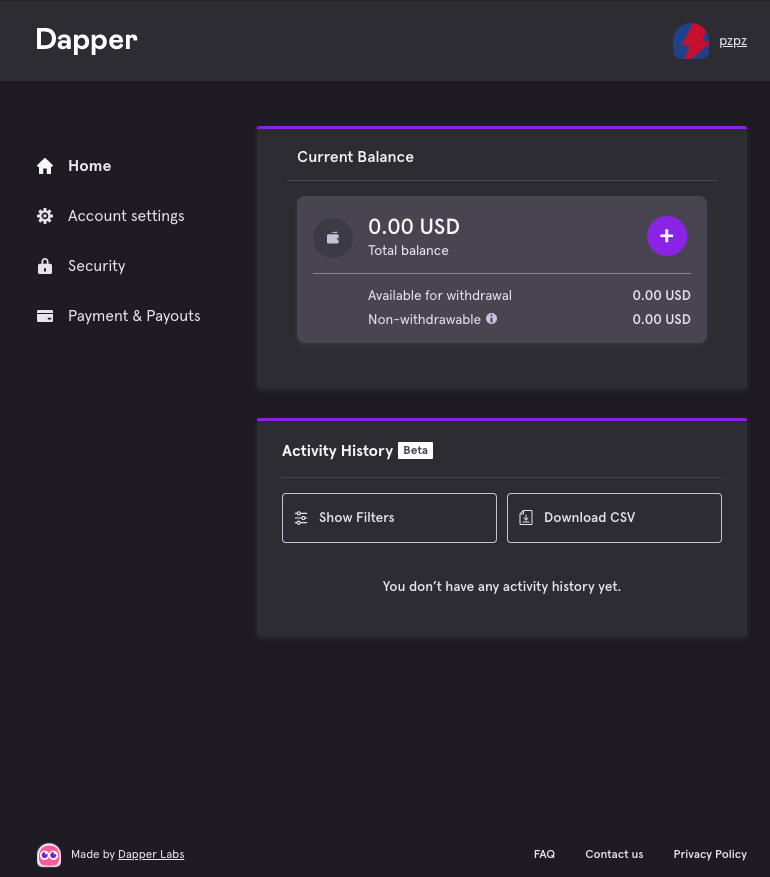 Dapper
pzpz
Home
Account settings
Security
Payment & Payouts
Current Balance
0.00 USD
Total balance
Available for withdrawal 0.00 USD
Non-withdrawable 0.00 USD
Activity History Beta
Show Filters
Download CSV
You don’t have any activity history yet.
Made by Dapper Labs
FAQ
Contact us
Privacy Policy